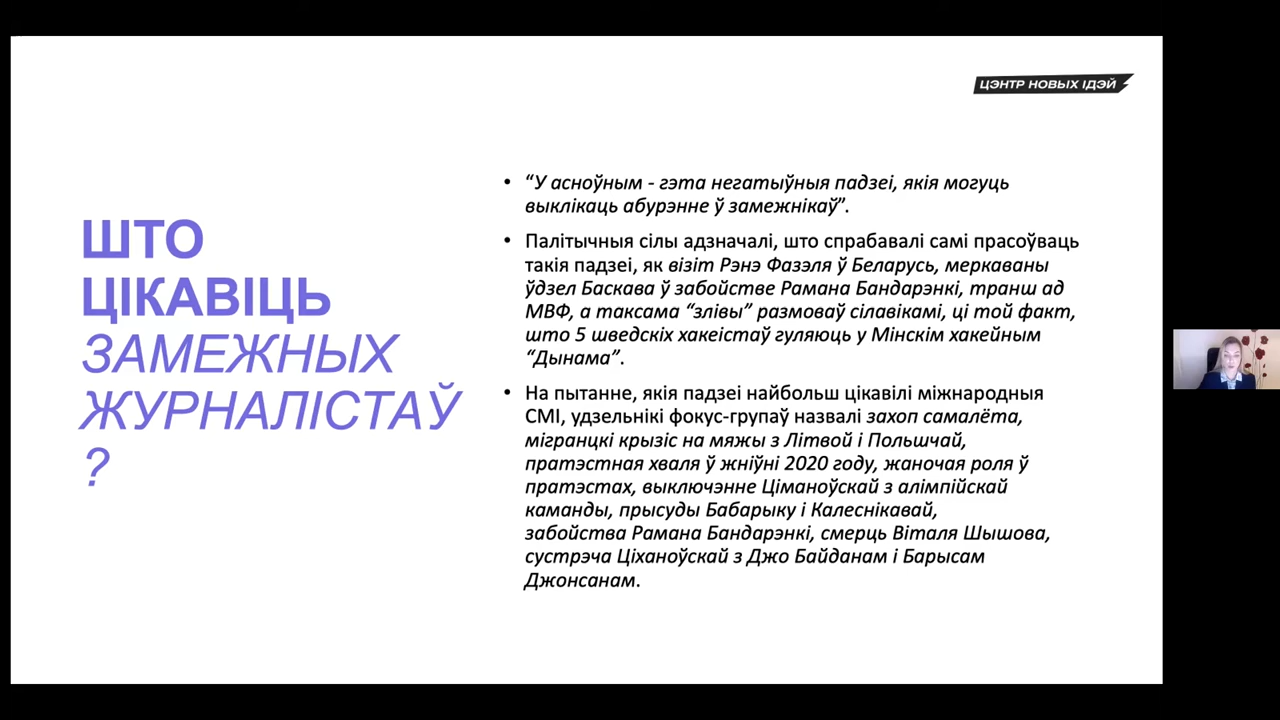 ЦЭНТР НОВЫХ ІДЭЙ
ШТО
ЦІКАВІЦЬ
ЗАМЕЖНЫХ
ЖУРНАЛІСТАЎ
?
• “У асноўным - гэта негатыўныя падзеі, якія могуць
выклікаць абурэнне ў замежнікаў”.
• Палітычныя сілы адзначалі, што спрабавалі самі прасоўваць
такія падзеі, як візіт Рэнэ Фазэля ў Беларусь, меркаваны
ўдзел Баскава ў забойстве Рамана Бандарэнкі, транш ад
МВФ, а таксама “злівы” размоваў сілавікамі, ці той факт,
што 5 шведскіх хакеістаў гуляюць у Мінскім хакейным
“Дынама”.
• На пытанне, якія падзеі найбольш цікавілі міжнародныя
СМІ, удзельнікі фокус-групаў назвалі захоп самалёта,
мігранцкі крызіс на мяжы з Літвой і Польшчай,
пратэстная хваля ў жніўні 2020 году, жаночая роля ў
пратэстах, выключэнне Ціманоўскай з алімпійскай
каманды, прысуды Бабарыку і Калеснікавай,
забойства Рамана Бандарэнкі, смерць Віталя Шышова,
сустрэча Ціханоўскай з Джо Байданам і Барысам
Джонсанам.